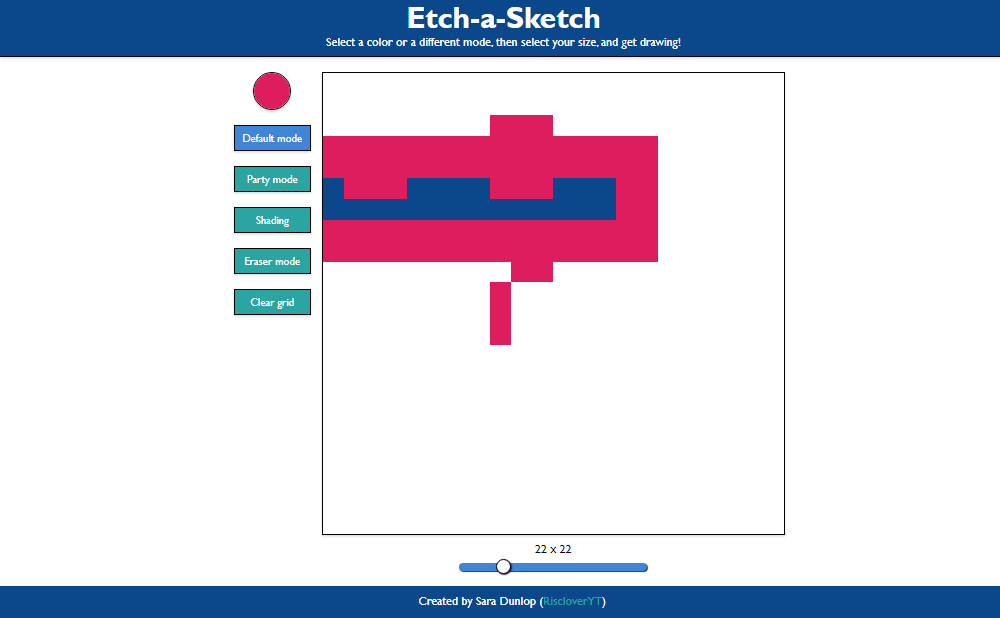 Etch-a-Sketch
Select a color or a different mode, then select your size, and get drawing!
Default mode
Party mode
Shading
Eraser mode
Clear grid
22 x 22
Created by Sara Dunlop (RiscloverYT)